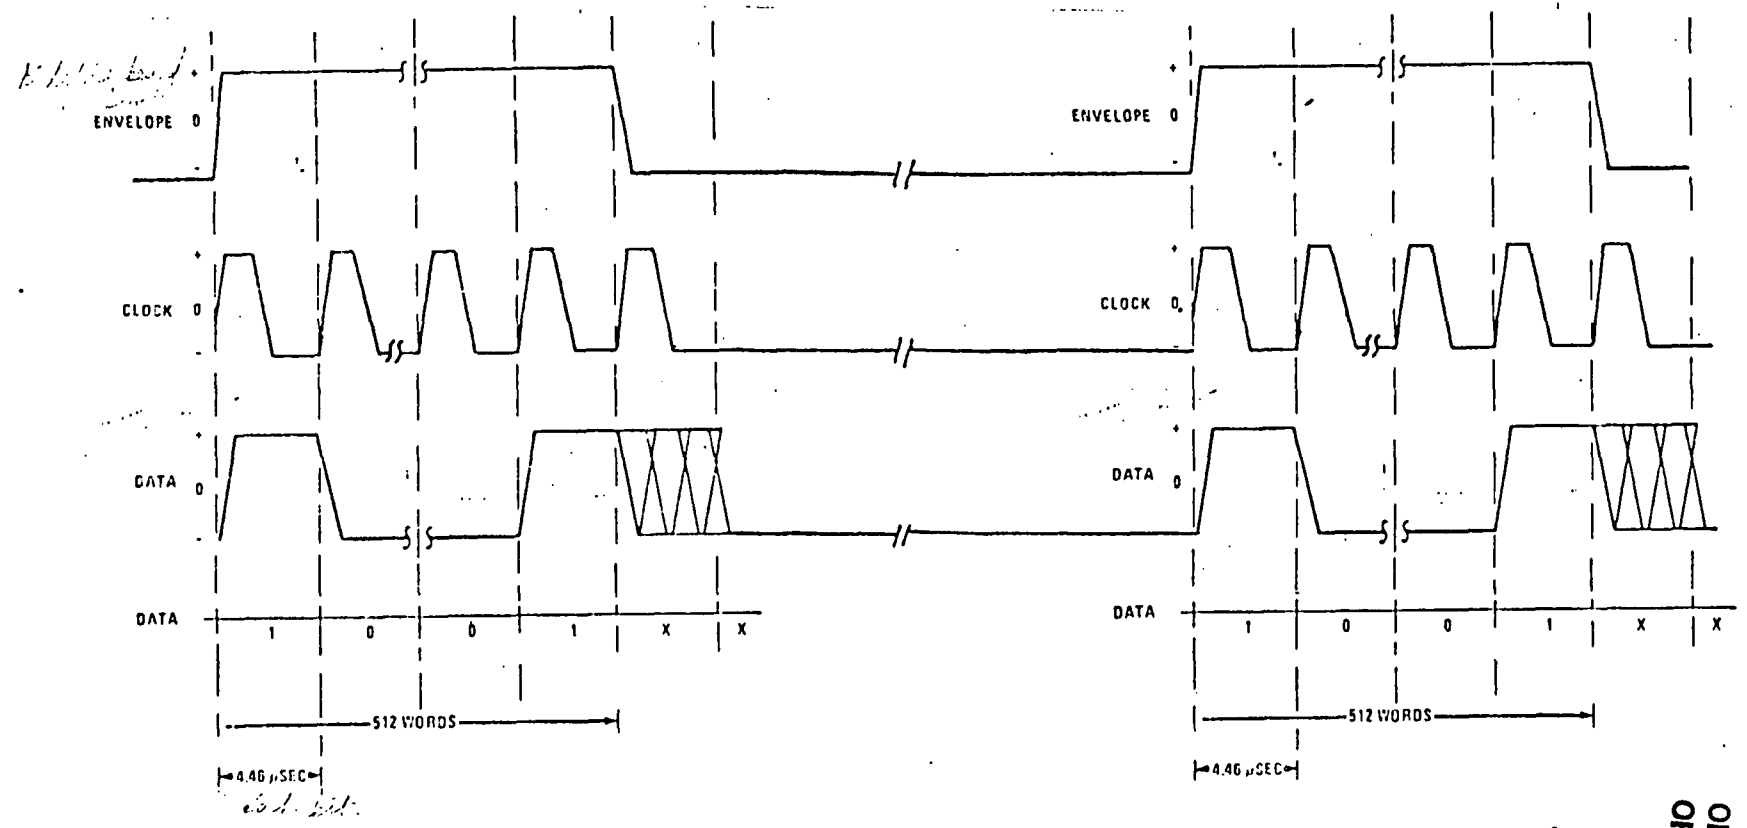 +
ENVELOPE 0
-
+
CLOCK 0
-
+
DATA 0
-
DATA
1 0 0 1 X X
512 WORDS
4.46 µSEC
+
ENVELOPE 0
-
+
CLOCK 0
-
+
DATA 0
DATA
1 0 0 1 X X
512 WORDS
4.46 µSEC